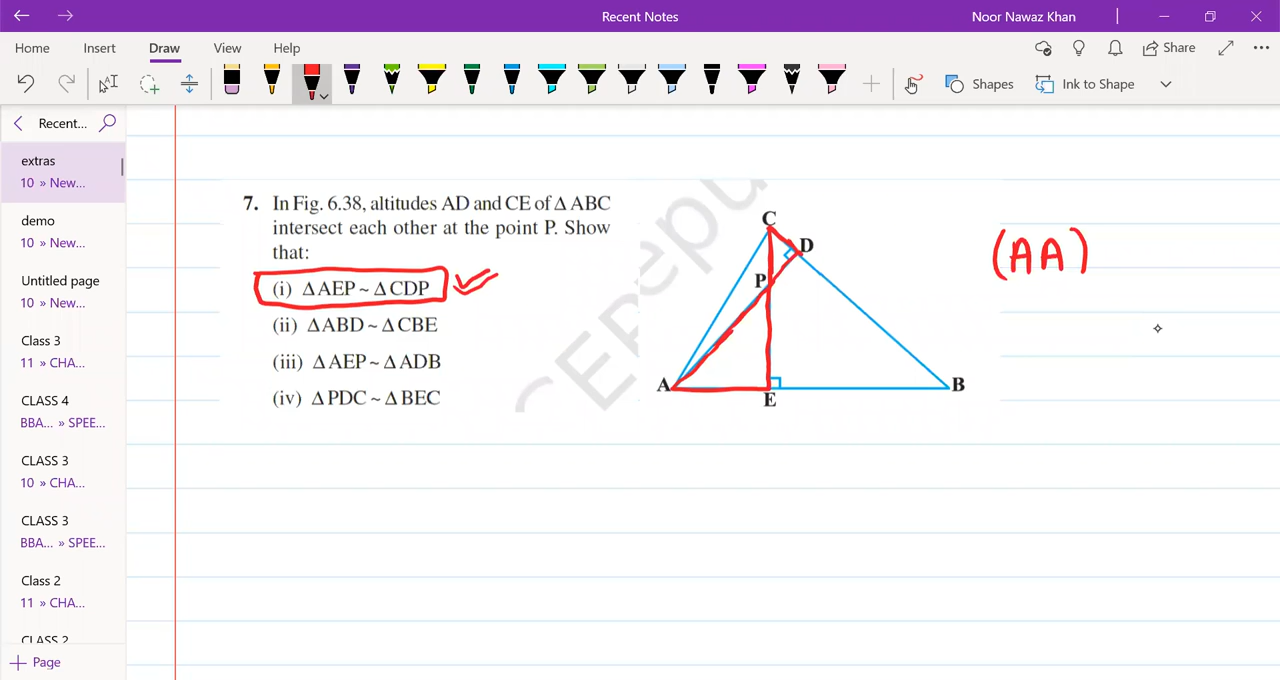 Recent Notes
Noor Nawaz Khan
Home Insert Draw View Help
Share
Shapes
Ink to Shape
Recent...
extras
10 » New...
demo
10 » New...
Untitled page
10 » New...
Class 3
11 » CHA...
CLASS 4
BBA... » SPEE...
CLASS 3
10 » CHA...
CLASS 3
BBA... » SPEE...
Class 2
11 » CHA...
CLASS 2
Page
7. In Fig. 6.38, altitudes AD and CE of Δ ABC
intersect each other at the point P. Show
that:
(i) Δ AEP ~ Δ CDP
(ii) Δ ABD ~ Δ CBE
(iii) Δ AEP ~ Δ ADB
(iv) Δ PDC ~ Δ BEC
C
D
P
A
B
E
(AA)